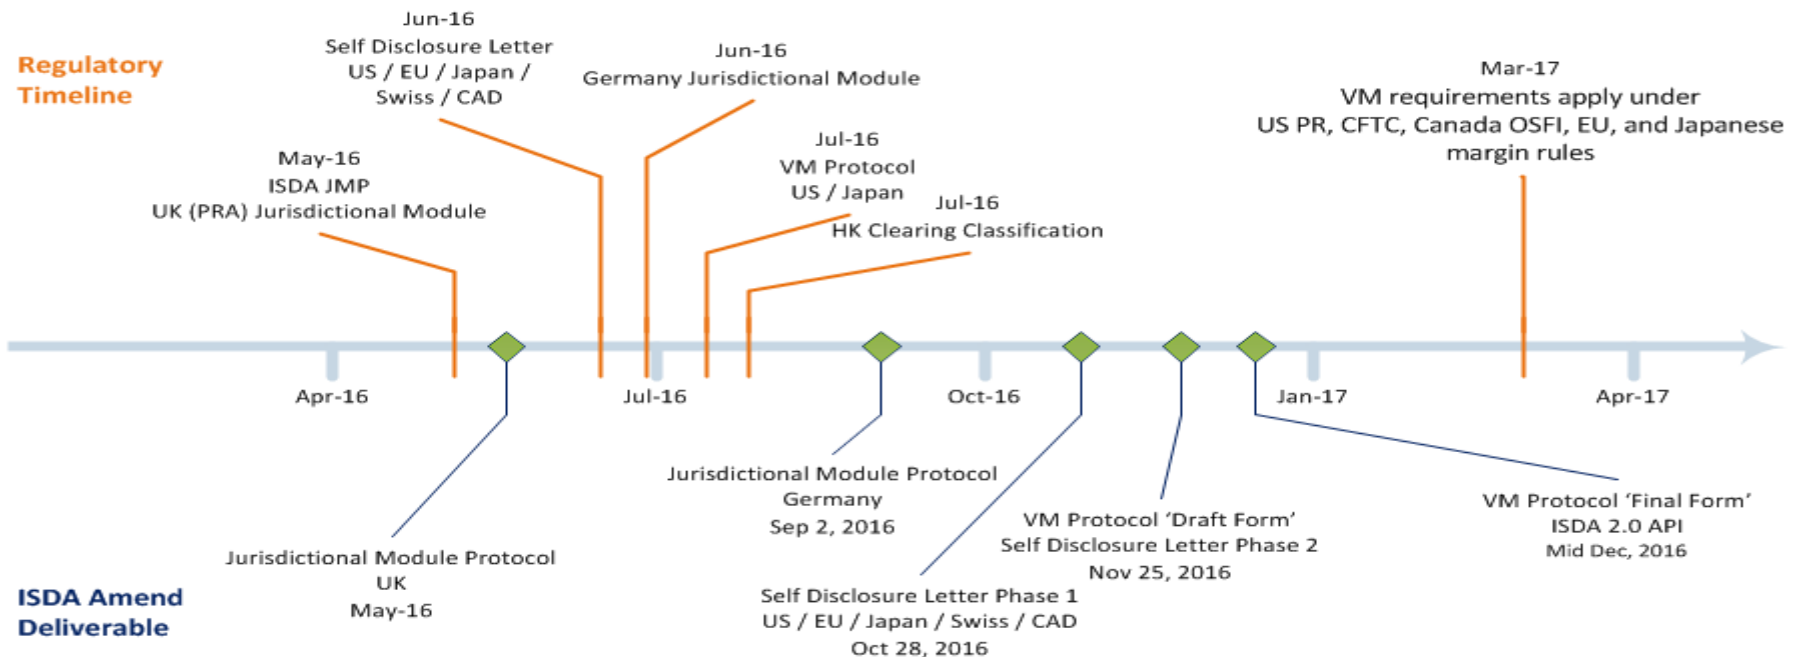 Regulatory
Timeline
Jun-16
Self Disclosure Letter
US / EU / Japan /
Swiss / CAD
Jun-16
Germany Jurisdictional Module
Mar-17
VM requirements apply under
US PR, CFTC, Canada OSFI, EU, and Japanese
margin rules
May-16
ISDA JMP
UK (PRA) Jurisdictional Module
Jul-16
VM Protocol
US / Japan
Jul-16
HK Clearing Classification
Apr-16
Jul-16
Oct-16
Jan-17
Apr-17
Jurisdictional Module Protocol
Germany
Sep 2, 2016
VM Protocol ‘Draft Form’
Self Disclosure Letter Phase 2
Nov 25, 2016
VM Protocol ‘Final Form’
ISDA 2.0 API
Mid Dec, 2016
Jurisdictional Module Protocol
UK
May-16
Self Disclosure Letter Phase 1
US / EU / Japan / Swiss / CAD
Oct 28, 2016
ISDA Amend
Deliverable